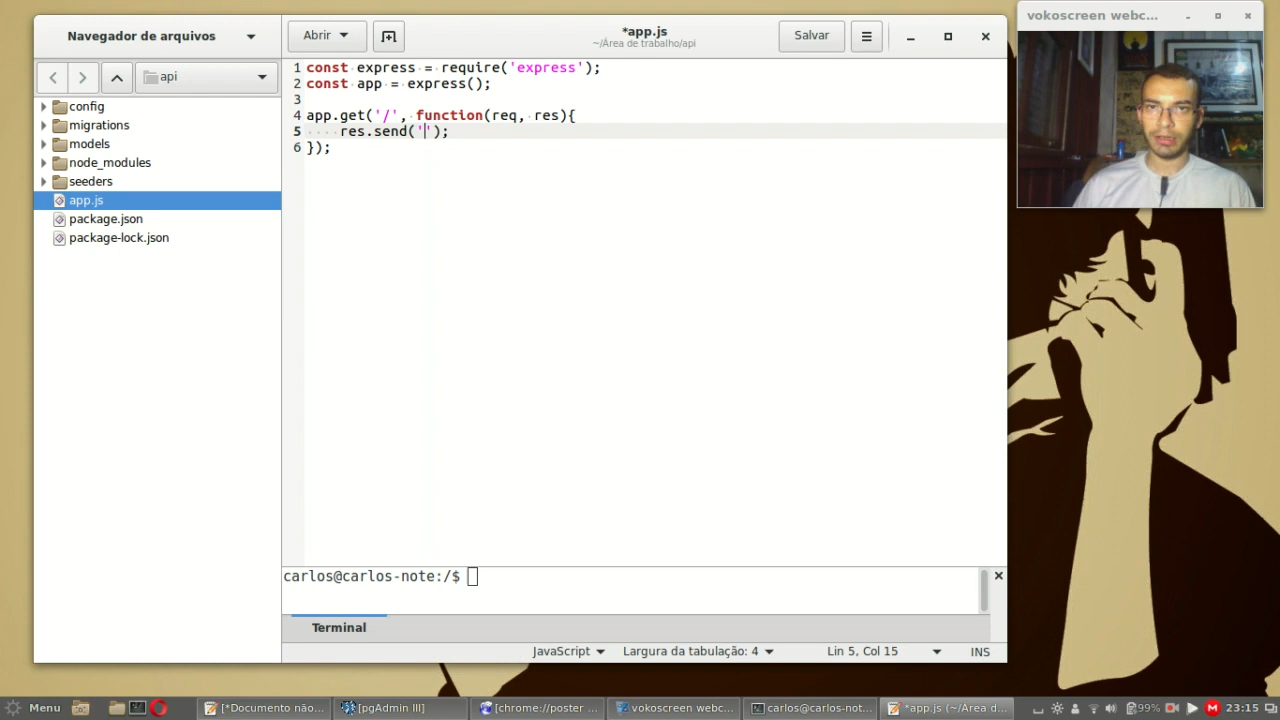 Navegador de arquivos
Abrir
*app.js
~/Área de trabalho/api
Salvar
vokoscreen webc...
api
config
migrations
models
node_modules
seeders
app.js
package.json
package-lock.json
1 const express = require('express');
2 const app = express();
3
4 app.get('/', function(req, res){
5 ····res.send('');
6 });
carlos@carlos-note:/$
Terminal
JavaScript
Largura da tabulação: 4
Lin 5, Col 15
INS
Menu
[*Documento não...
[pgAdmin III]
[chrome://poster ...
vokoscreen webc...
carlos@carlos-not...
*app.js (~/Área d...
99%
23:15